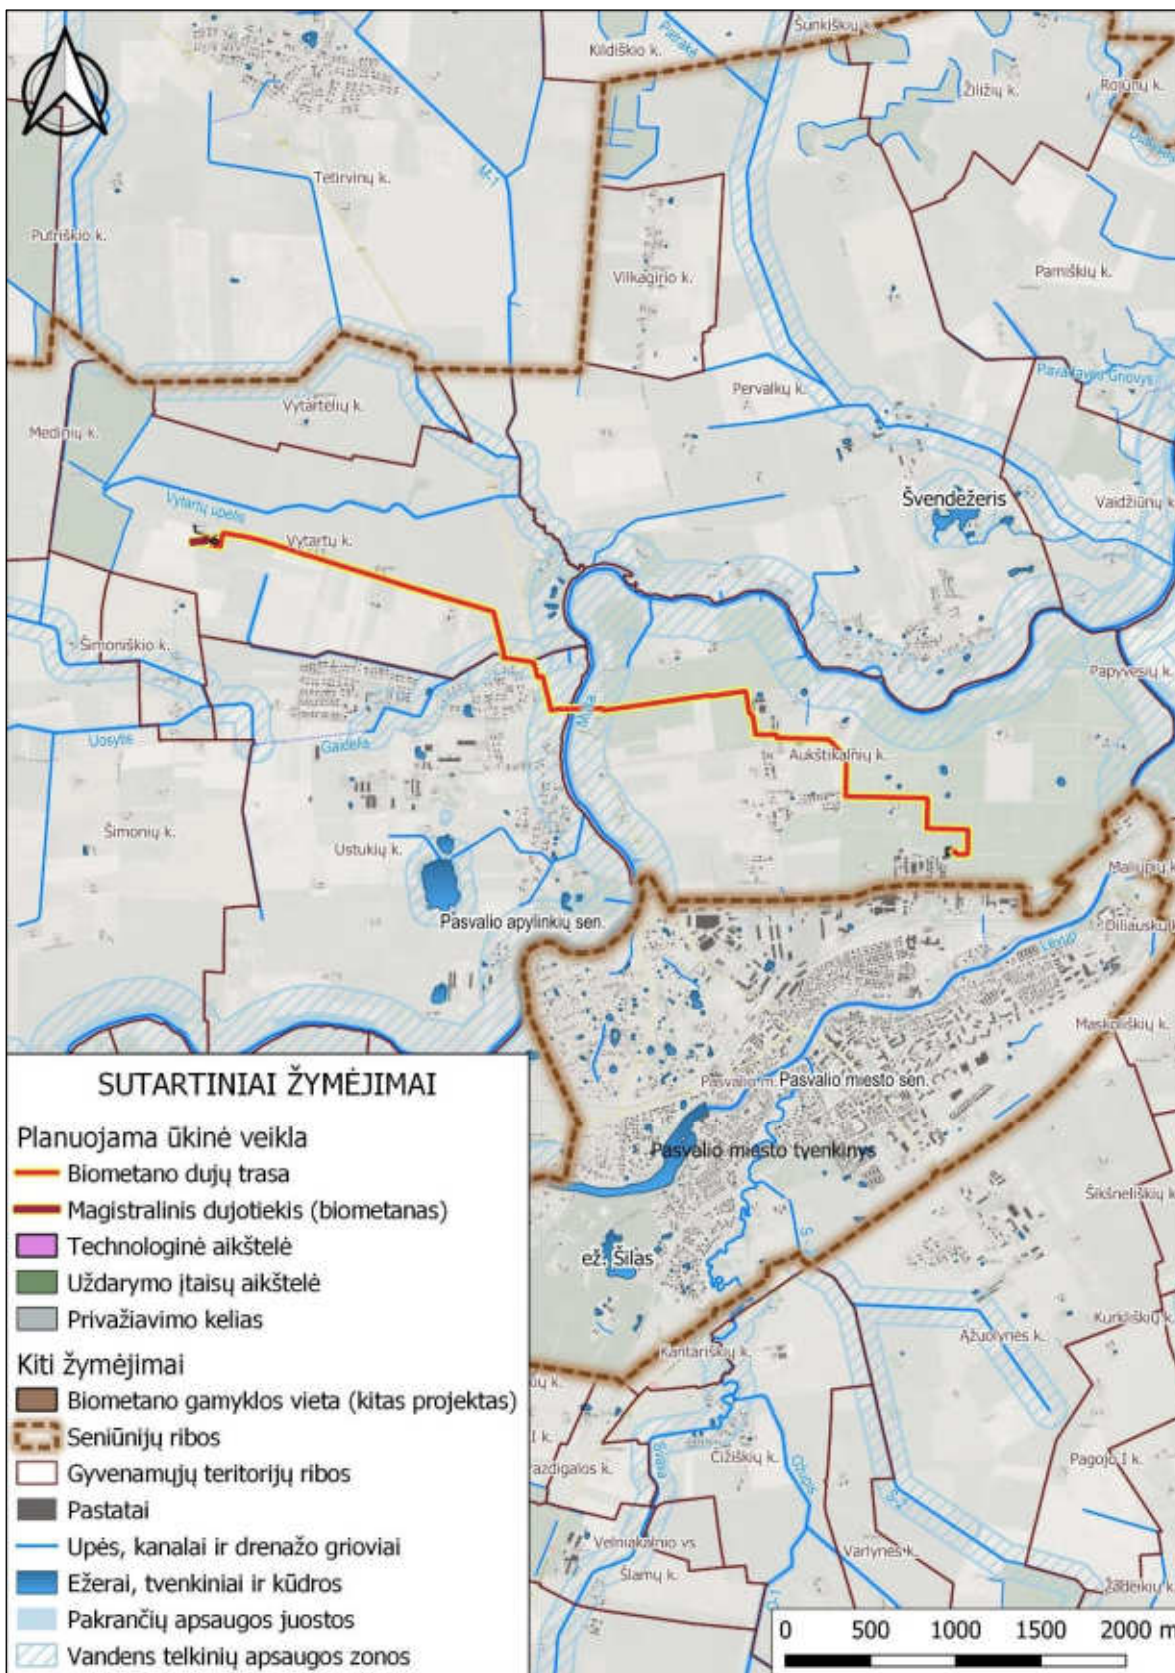 Kildiškio k.
Šunkiškių k.
Žiližių k.
Rojūnų k.
M-1
Tetirvinų k.
Putriškio k.
Vilkagirio k.
Pamiškių k.
Pervalkų k.
Vytartėlių k.
Medinių k.
Švendežeris
Vaidžiūnų k.
Vytartų upelis
Vytartų k.
Šimoniškio k.
Papyvesių k.
Mūša
Uosytė
Aukštikalnių k.
Šimonių k.
Ustukių k.
Pasvalio apylinkių sen.
Lėvuo
Maskoliškių k.
Pasvalio m.
Pasvalio miesto sen.
Pasvalio miesto tvenkinys
Šikšneliškių k.
ež. Šilas
Ąžuolynės k.
Kantariškių k.
Čižiškių k.
Pagojo I k.
S-2
Velniakalnio vs
Šlamų k.
Varlynės k.
SUTARTINIAI ŽYMĖJIMAI
Planuojama ūkinė veikla
Biometano dujų trasa
Magistralinis dujotiekis (biometanas)
Technologinė aikštelė
Uždarymo įtaisų aikštelė
Privažiavimo kelias
Kiti žymėjimai
Biometano gamyklos vieta (kitas projektas)
Seniūnijų ribos
Gyvenamųjų teritorijų ribos
Pastatai
Upės, kanalai ir drenažo grioviai
Ežerai, tvenkiniai ir kūdros
Pakrančių apsaugos juostos
Vandens telkinių apsaugos zonos
0 500 1000 1500 2000 m